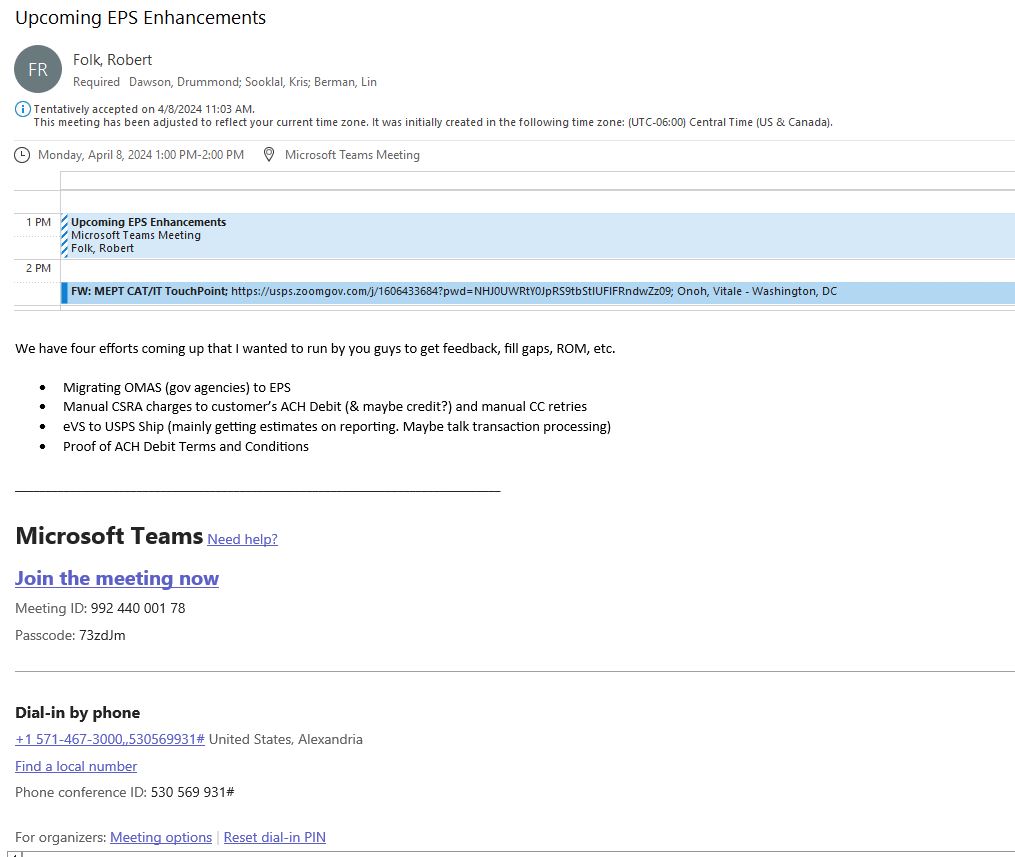 Upcoming EPS Enhancements
FR
Folk, Robert
Required Dawson, Drummond; Sooklal, Kris; Berman, Lin
Tentatively accepted on 4/8/2024 11:03 AM.
This meeting has been adjusted to reflect your current time zone. It was initially created in the following time zone: (UTC-06:00) Central Time (US & Canada).
Monday, April 8, 2024 1:00 PM-2:00 PM Microsoft Teams Meeting
1 PM
Upcoming EPS Enhancements
Microsoft Teams Meeting
Folk, Robert
2 PM
FW: MEPT CAT/IT TouchPoint; https://usps.zoomgov.com/j/1606433684?pwd=NHJ0UWRtY0JpRS9tbStIUFIFRndwZz09; Onoh, Vitale - Washington, DC
We have four efforts coming up that I wanted to run by you guys to get feedback, fill gaps, ROM, etc.
• Migrating OMAS (gov agencies) to EPS
• Manual CSRA charges to customer's ACH Debit (& maybe credit?) and manual CC retries
• eVS to USPS Ship (mainly getting estimates on reporting. Maybe talk transaction processing)
• Proof of ACH Debit Terms and Conditions
Microsoft Teams Need help?
Join the meeting now
Meeting ID: 992 440 001 78
Passcode: 73zdJm
Dial-in by phone
+1 571-467-3000,,530569931# United States, Alexandria
Find a local number
Phone conference ID: 530 569 931#
For organizers: Meeting options | Reset dial-in PIN